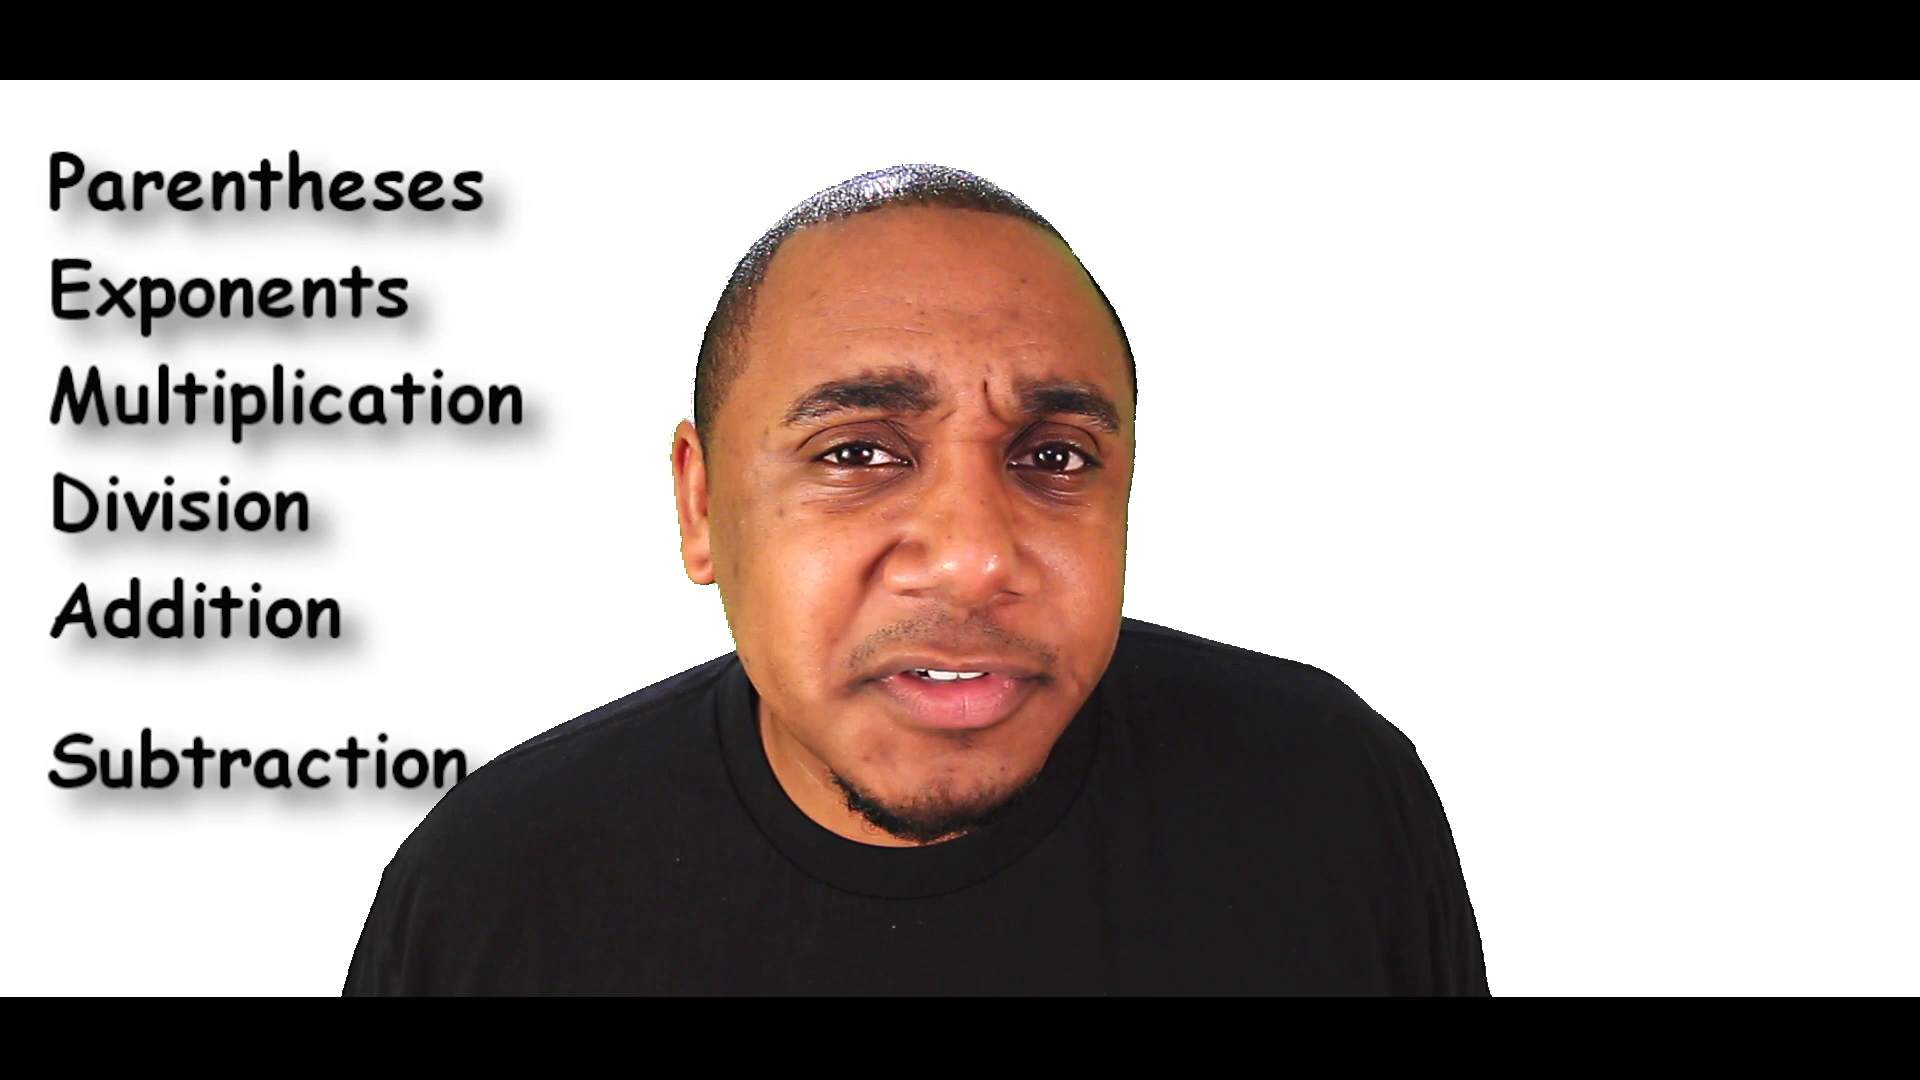 Parentheses
Exponents
Multiplication
Division
Addition
Subtraction